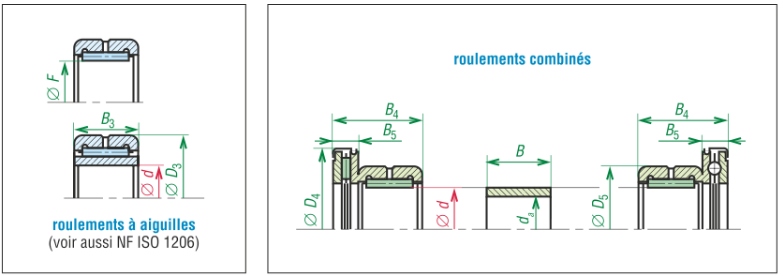 Ø F
B₃
Ø d
Ø D₃
roulements à aiguilles
(voir aussi NF ISO 1206)
roulements combinés
B₄
B₅
Ø D₄
Ø d
B
dₐ
B₄
B₅
Ø D₅